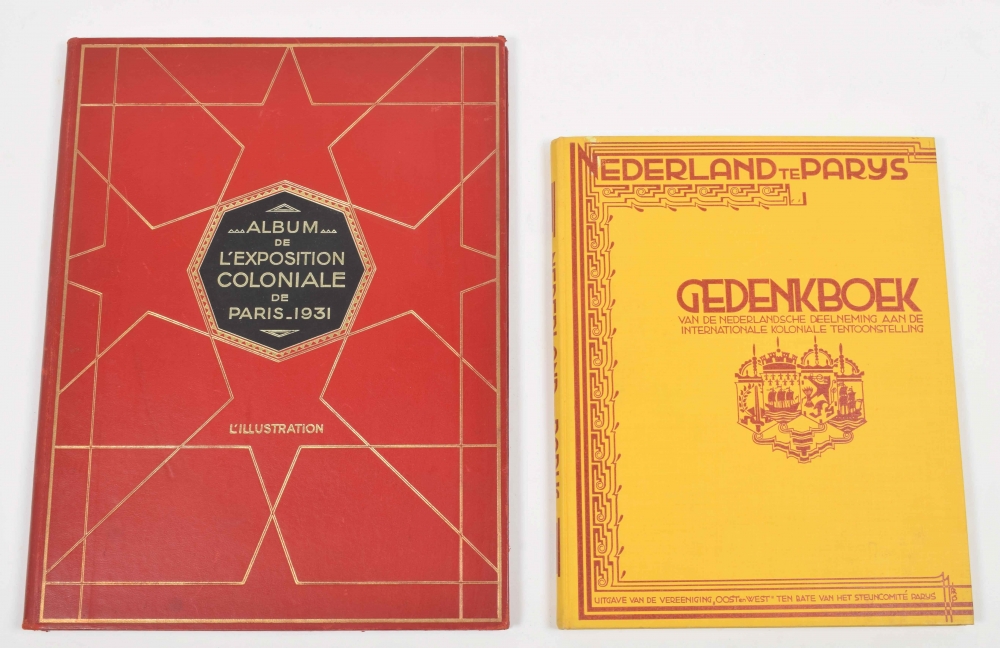 ALBUM
DE
L'EXPOSITION
COLONIALE
DE
PARIS_1931
L'ILLUSTRATION
NEDERLAND TE PARYS
GEDENKBOEK
VAN DE NEDERLANDSCHE DEELNEMING AAN DE
INTERNATIONALE KOLONIALE TENTOONSTELLING
UITGAVE VAN DE VEREENIGING „OOST en WEST" TEN BATE VAN HET STEUNCOMITÉ PARYS